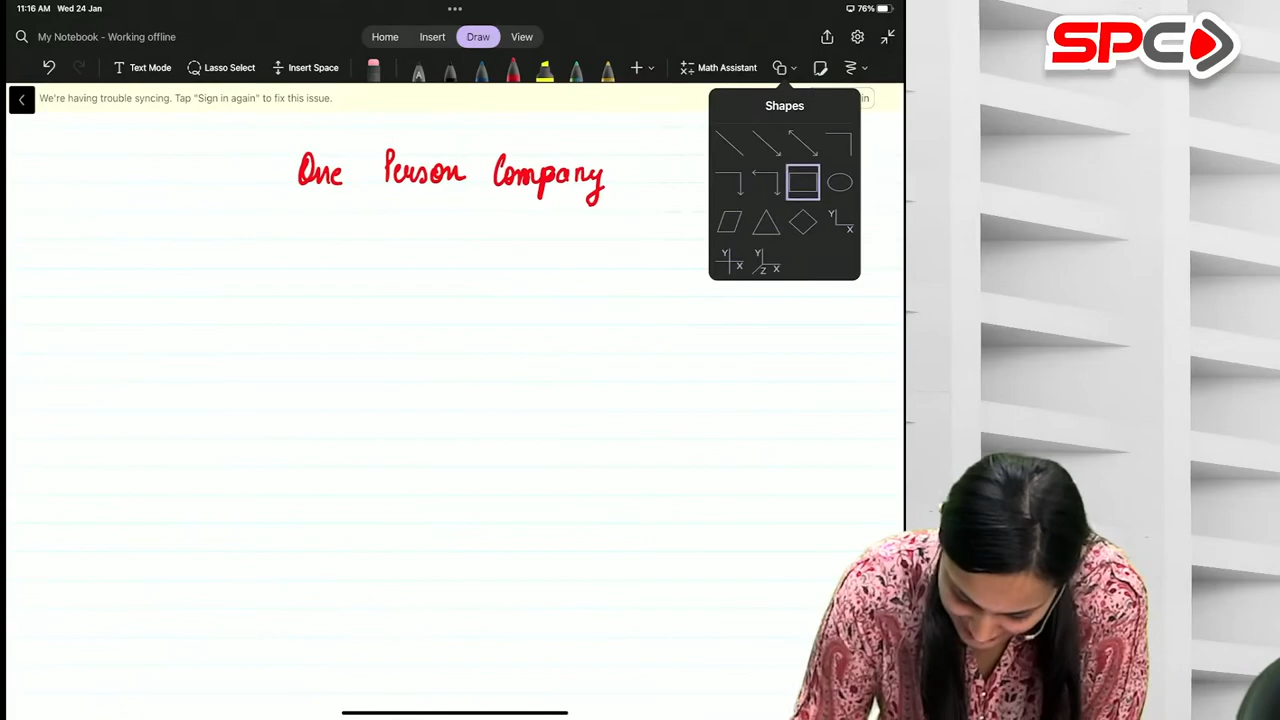 11:16 AM Wed 24 Jan
76%
My Notebook - Working offline
Home Insert Draw View
Text Mode Lasso Select Insert Space Math Assistant
We're having trouble syncing. Tap "Sign in again" to fix this issue.
in
Shapes
Y X
Y X
Y Z X
One Person Company
SPC